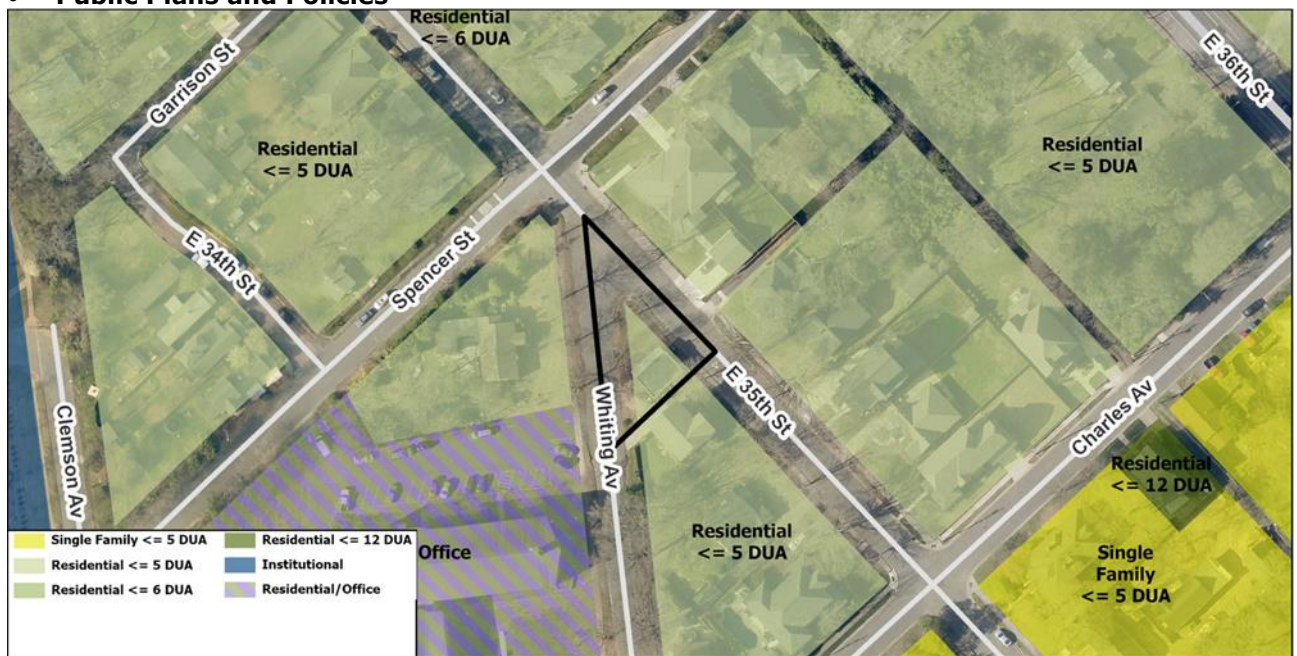 • Public Plans and Policies
Residential
<= 6 DUA
Garrison St
E 36th St
Residential
<= 5 DUA
Residential
<= 5 DUA
E 34th St
Spencer St
Clemson Av
Whiting Av
E 35th St
Charles Av
Residential
<= 12 DUA
Residential
<= 5 DUA
Single
Family
<= 5 DUA
Office
Single Family <= 5 DUA
Residential <= 12 DUA
Residential <= 5 DUA
Institutional
Residential <= 6 DUA
Residential/Office